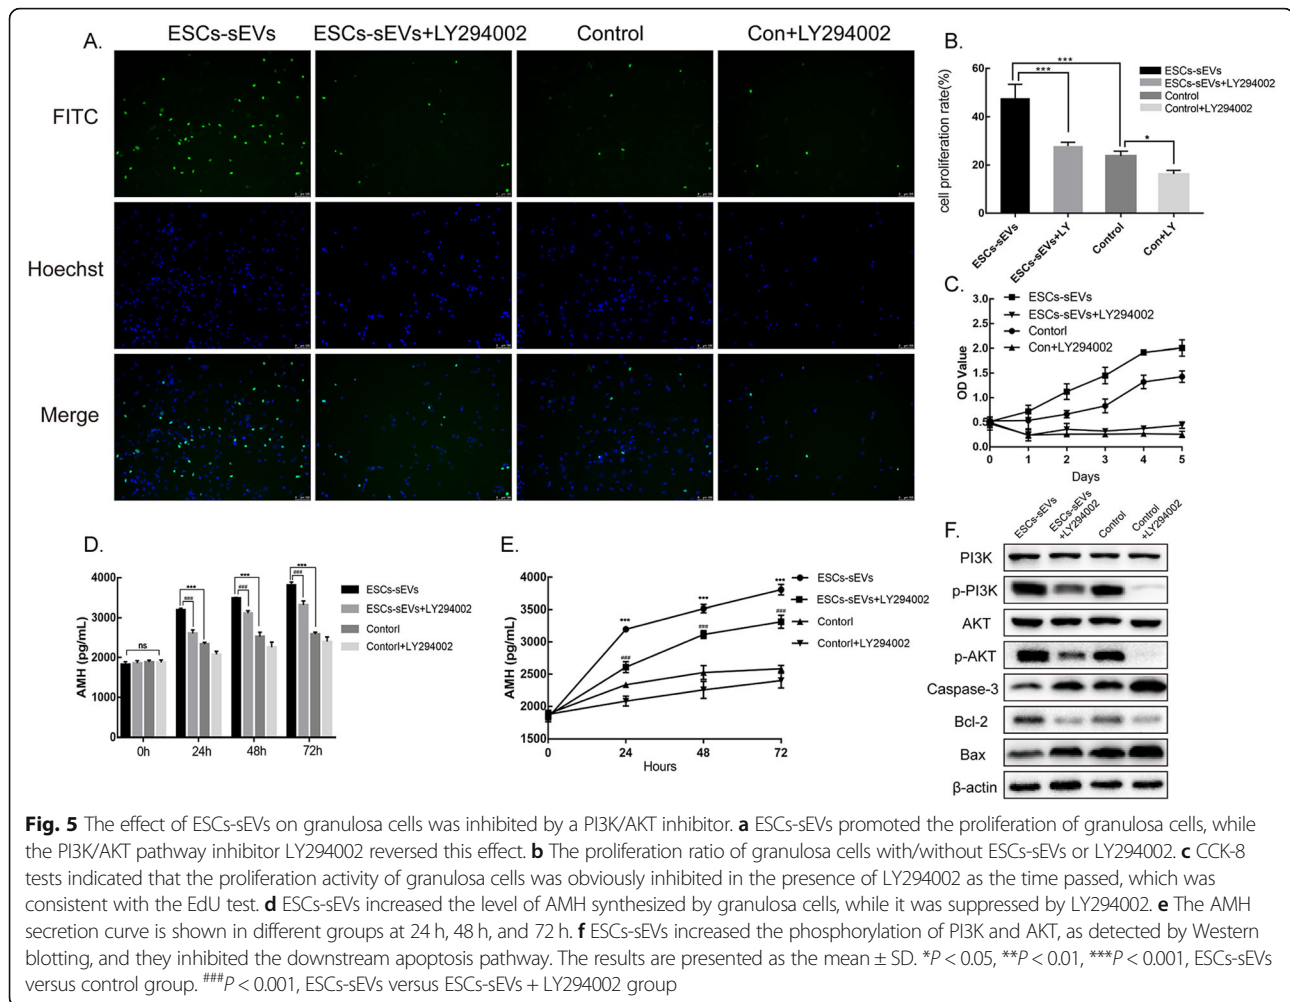 A.
ESCs-sEVs
ESCs-sEVs+LY294002
Control
Con+LY294002
FITC
Hoechst
Merge
B.
cell proliferation rate(%)
60
40
20
0
***
***
*
ESCs-sEVs
ESCs-sEVs+LY294002
Control
Control+LY294002
ESCs-sEVs
ESCs-sEVs+LY
Control
Con+LY
C.
ESCs-sEVs
ESCs-sEVs+LY294002
Contorl
Con+LY294002
OD Value
3.0
2.5
2.0
1.5
1.0
0.5
0.0
0 1 2 3 4 5
Days
D.
AMH (pg/mL)
4000
3000
2000
1000
0
ns
***
###
***
###
***
###
0h 24h 48h 72h
ESCs-sEVs
ESCs-sEVs+LY294002
Contorl
Contorl+LY294002
E.
AMH (pg/mL)
4000
3500
3000
2500
2000
1500
***
***
***
###
###
###
0 24 48 72
Hours
ESCs-sEVs
ESCs-sEVs+LY294002
Contorl
Contorl+LY294002
F.
ESCs-sEVs
ESCs-sEVs
+LY294002
Control
Control
+LY294002
PI3K
p-PI3K
AKT
p-AKT
Caspase-3
Bcl-2
Bax
β-actin
Fig. 5 The effect of ESCs-sEVs on granulosa cells was inhibited by a PI3K/AKT inhibitor. a ESCs-sEVs promoted the proliferation of granulosa cells, while
the PI3K/AKT pathway inhibitor LY294002 reversed this effect. b The proliferation ratio of granulosa cells with/without ESCs-sEVs or LY294002. c CCK-8
tests indicated that the proliferation activity of granulosa cells was obviously inhibited in the presence of LY294002 as the time passed, which was
consistent with the EdU test. d ESCs-sEVs increased the level of AMH synthesized by granulosa cells, while it was suppressed by LY294002. e The AMH
secretion curve is shown in different groups at 24 h, 48 h, and 72 h. f ESCs-sEVs increased the phosphorylation of PI3K and AKT, as detected by Western
blotting, and they inhibited the downstream apoptosis pathway. The results are presented as the mean ± SD. *P < 0.05, **P < 0.01, ***P < 0.001, ESCs-sEVs
versus control group. ###P < 0.001, ESCs-sEVs versus ESCs-sEVs + LY294002 group